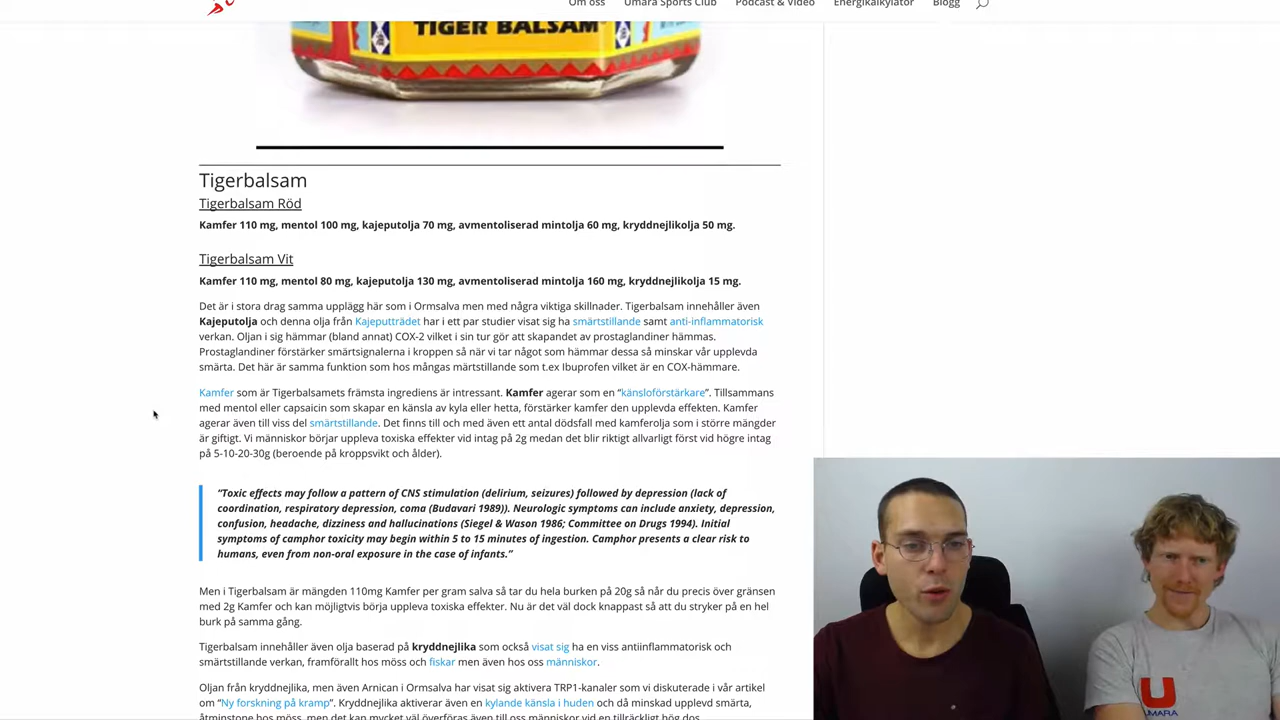 Om oss Umara Sports Club Podcast & Video Energikalkylator Blogg
TIGER BALSAM
Tigerbalsam
Tigerbalsam Röd
Kamfer 110 mg, mentol 100 mg, kajeputolja 70 mg, avmentoliserad mintolja 60 mg, kryddnejlikolja 50 mg.
Tigerbalsam Vit
Kamfer 110 mg, mentol 80 mg, kajeputolja 130 mg, avmentoliserad mintolja 160 mg, kryddnejlikolja 15 mg.
Det är i stora drag samma upplägg här som i Ormsalva men med några viktiga skillnader. Tigerbalsam innehåller även
Kajeputolja och denna olja från Kajeputträdet har i ett par studier visat sig ha smärtstillande samt anti-inflammatorisk
verkan. Oljan i sig hämmar (bland annat) COX-2 vilket i sin tur gör att skapandet av prostaglandiner hämmas.
Prostaglandiner förstärker smärtsignalerna i kroppen så när vi tar något som hämmar dessa så minskar vår upplevda
smärta. Det här är samma funktion som hos mångas märtstillande som t.ex Ibuprofen vilket är en COX-hämmare.
Kamfer som är Tigerbalsamets främsta ingrediens är intressant. Kamfer agerar som en “känsloförstärkare”. Tillsammans
med mentol eller capsaicin som skapar en känsla av kyla eller hetta, förstärker kamfer den upplevda effekten. Kamfer
agerar även till viss del smärtstillande. Det finns till och med även ett antal dödsfall med kamferolja som i större mängder
är giftigt. Vi människor börjar uppleva toxiska effekter vid intag på 2g medan det blir riktigt allvarligt först vid högre intag
på 5-10-20-30g (beroende på kroppsvikt och ålder).
“Toxic effects may follow a pattern of CNS stimulation (delirium, seizures) followed by depression (lack of
coordination, respiratory depression, coma (Budavari 1989)). Neurologic symptoms can include anxiety, depression,
confusion, headache, dizziness and hallucinations (Siegel & Wason 1986; Committee on Drugs 1994). Initial
symptoms of camphor toxicity may begin within 5 to 15 minutes of ingestion. Camphor presents a clear risk to
humans, even from non-oral exposure in the case of infants.”
Men i Tigerbalsam är mängden 110mg Kamfer per gram salva så tar du hela burken på 20g så når du precis över gränsen
med 2g Kamfer och kan möjligtvis börja uppleva toxiska effekter. Nu är det väl dock knappast så att du stryker på en hel
burk på samma gång.
Tigerbalsam innehåller även olja baserad på kryddnejlika som också visat sig ha en viss antiinflammatorisk och
smärtstillande verkan, framförallt hos möss och fiskar men även hos oss människor.
Oljan från kryddnejlika, men även Arnican i Ormsalva har visat sig aktivera TRP1-kanaler som vi diskuterade i vår artikel
om “Ny forskning på kramp”. Kryddnejlika aktiverar även en kylande känsla i huden och då minskad upplevd smärta,
åtminstone hos möss, men det kan mycket väl överföras även till oss människor vid en tillräckligt hög dos.
UMARA